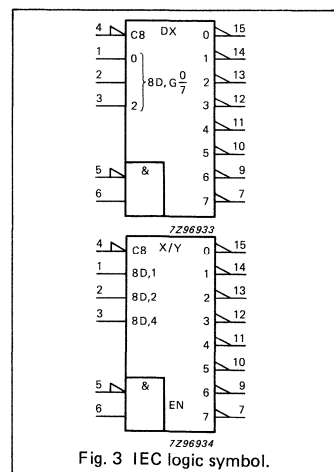 4 C8 DX 0 15
1 0 1 14
2 8D, G 0/7 2 13
3 2 3 12
4 11
5 10
5 & 6 9
6 7 7
7Z96933
4 C8 X/Y 0 15
1 8D,1 1 14
2 8D,2 2 13
3 8D,4 3 12
4 11
5 10
5 & 6 9
6 EN 7 7
7Z96934
Fig. 3 IEC logic symbol.